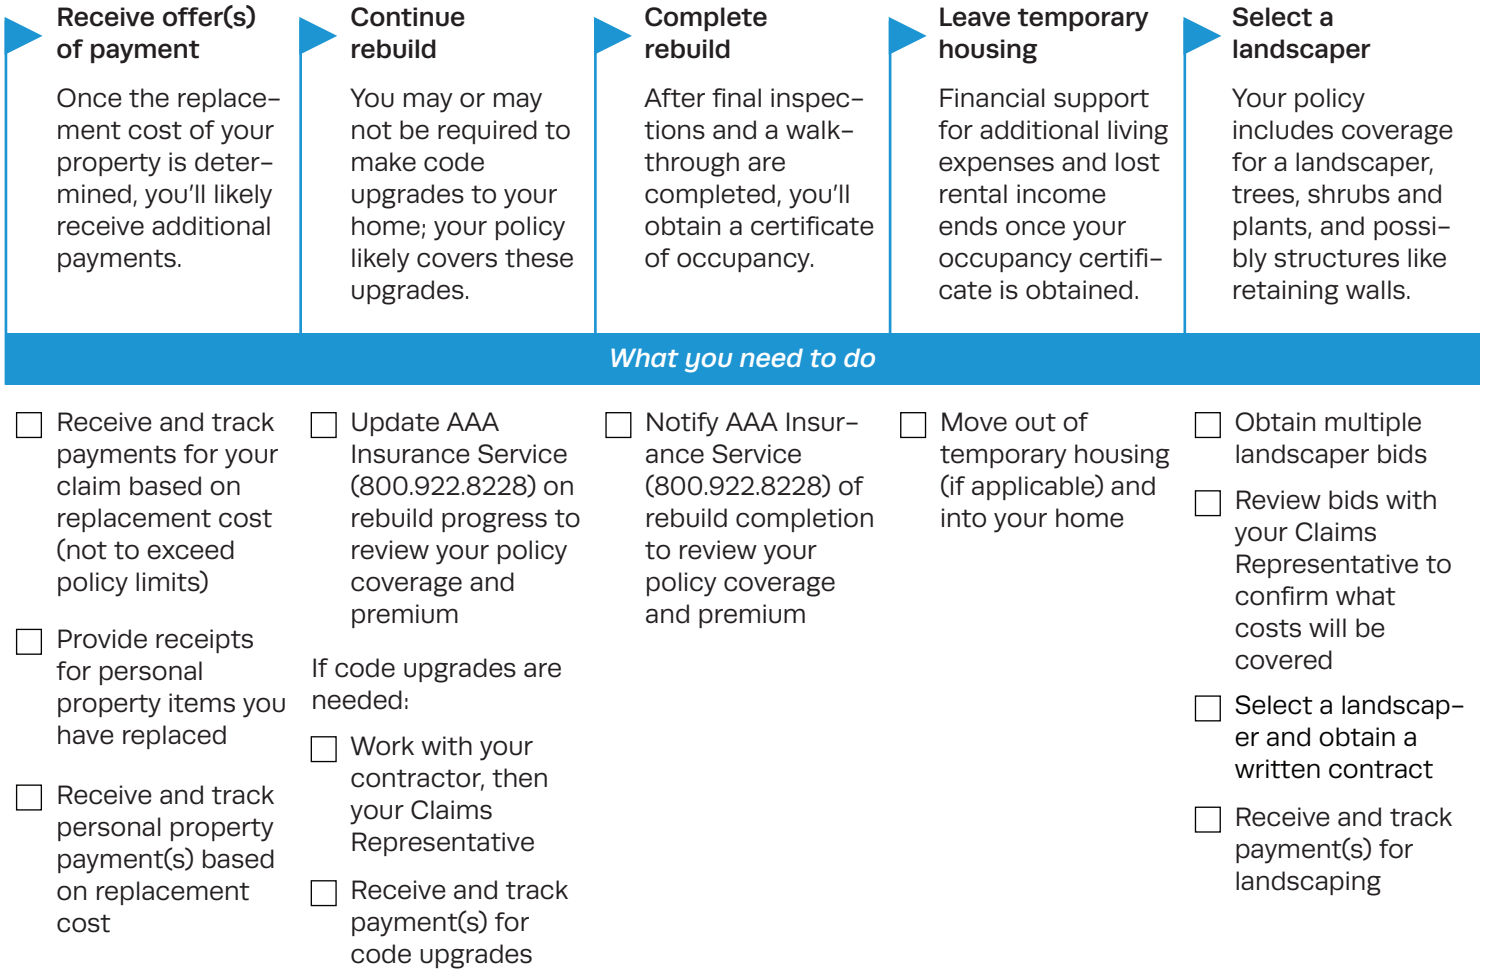 Receive offer(s)
of payment
Once the replace-
ment cost of your
property is deter-
mined, you'll likely
receive additional
payments.
Continue
rebuild
You may or may
not be required to
make code
upgrades to your
home; your policy
likely covers these
upgrades.
Complete
rebuild
After final inspec-
tions and a walk-
through are
completed, you'll
obtain a certificate
of occupancy.
Leave temporary
housing
Financial support
for additional living
expenses and lost
rental income
ends once your
occupancy certifi-
cate is obtained.
Select a
landscaper
Your policy
includes coverage
for a landscaper,
trees, shrubs and
plants, and possi-
bly structures like
retaining walls.
What you need to do
Receive and track
payments for your
claim based on
replacement cost
(not to exceed
policy limits)
Provide receipts
for personal
property items you
have replaced
Receive and track
personal property
payment(s) based
on replacement
cost
Update AAA
Insurance Service
(800.922.8228) on
rebuild progress to
review your policy
coverage and
premium
If code upgrades are
needed:
Work with your
contractor, then
your Claims
Representative
Receive and track
payment(s) for
code upgrades
Notify AAA Insur-
ance Service
(800.922.8228) of
rebuild completion
to review your
policy coverage
and premium
Move out of
temporary housing
(if applicable) and
into your home
Obtain multiple
landscaper bids
Review bids with
your Claims
Representative to
confirm what
costs will be
covered
Select a landscap-
er and obtain a
written contract
Receive and track
payment(s) for
landscaping